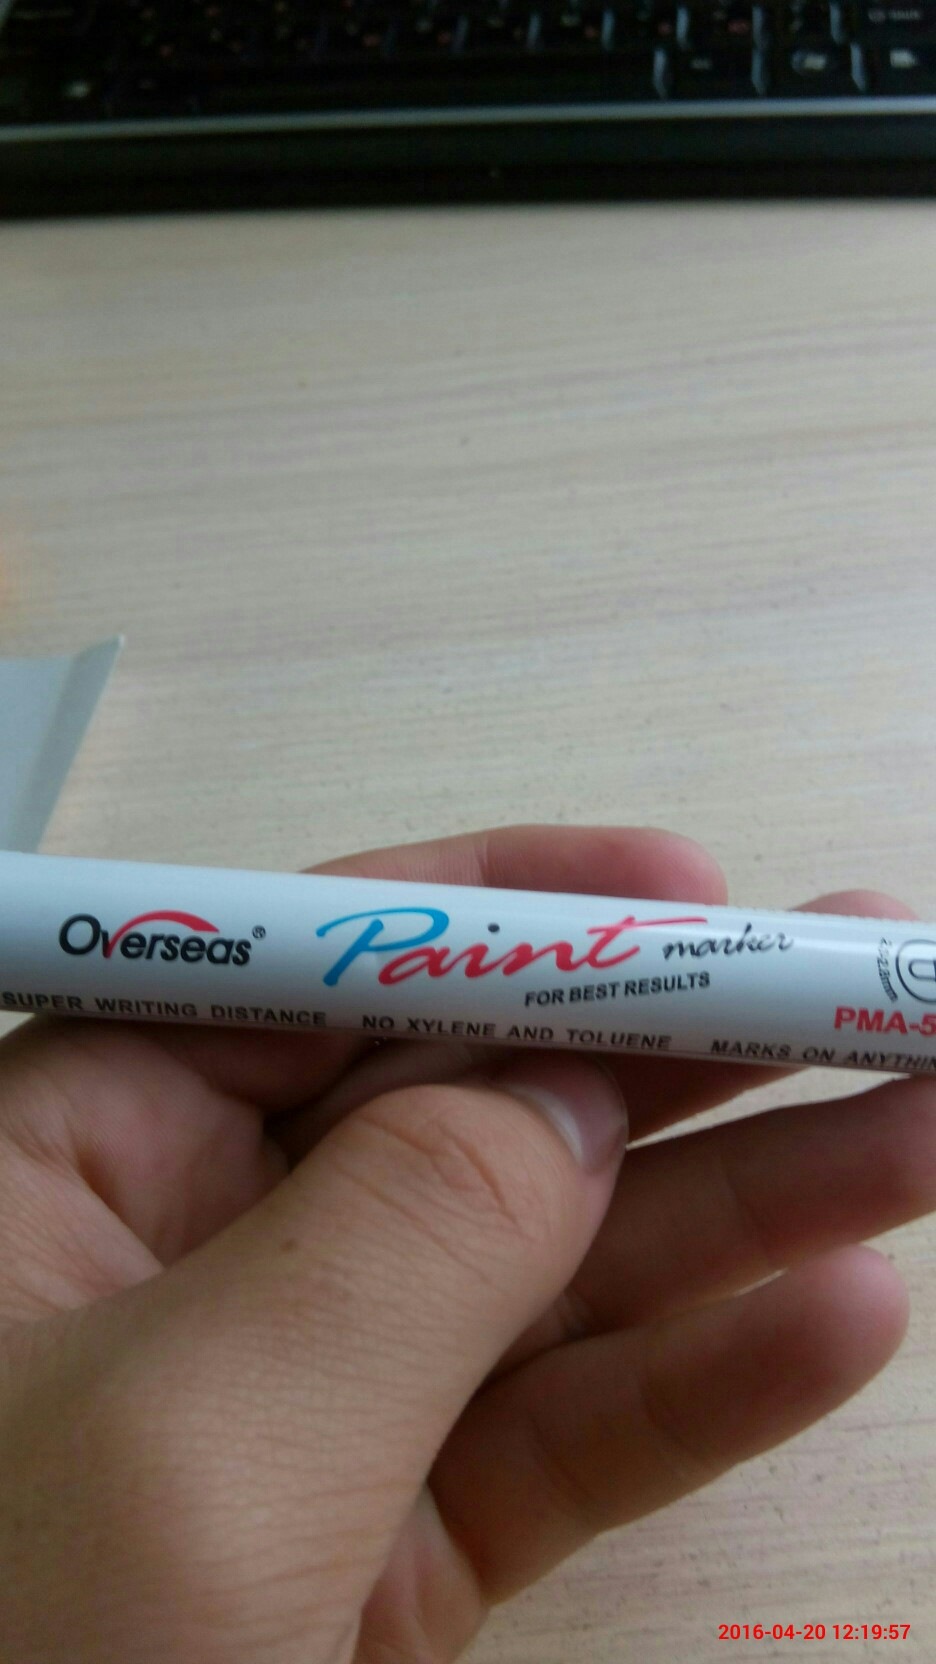 Overseas® Paint marker
FOR BEST RESULTS
PMA-5
SUPER WRITING DISTANCE NO XYLENE AND TOLUENE MARKS ON ANYTHIN
2016-04-20 12:19:57